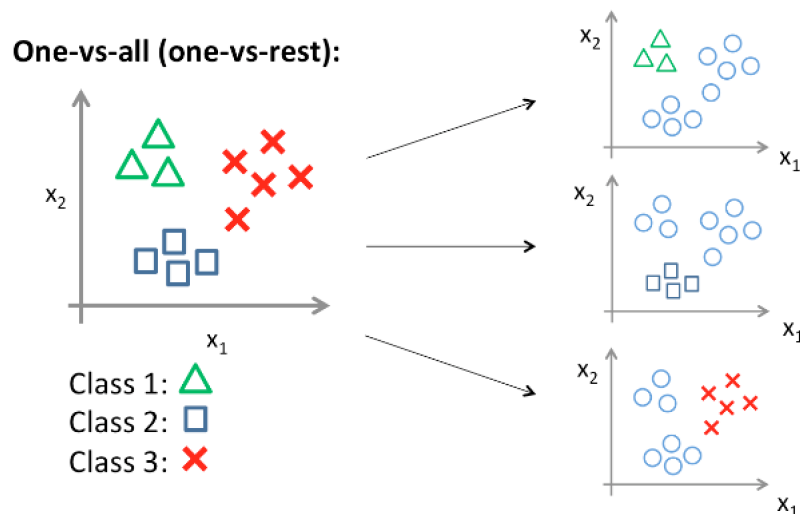 One-vs-all (one-vs-rest):
x2
x1
Class 1:
Class 2:
Class 3:
x2
x1
x2
x1
x2
x1